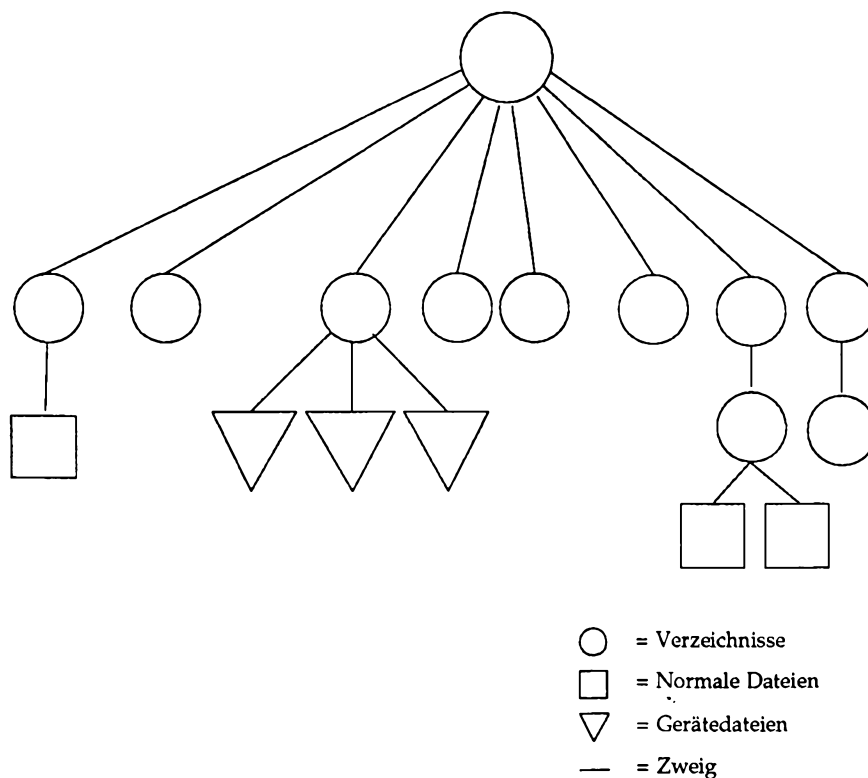 = Verzeichnisse
= Normale Dateien
= Gerätedateien
= Zweig